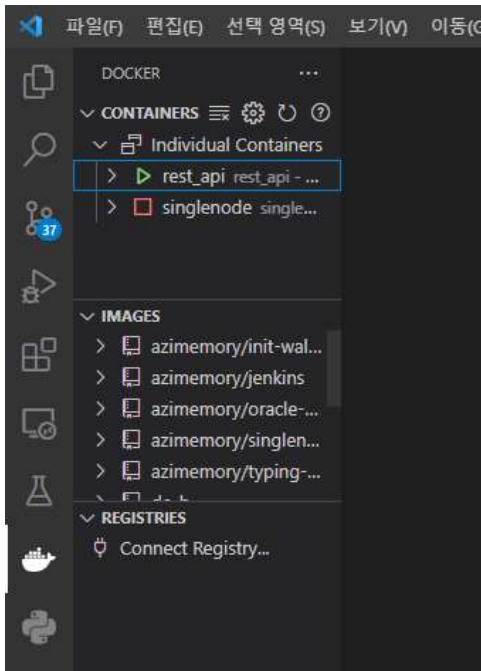 파일(F) 편집(E) 선택 영역(S) 보기(V) 이동(G
DOCKER ...
CONTAINERS
Individual Containers
rest_api rest_api - ...
singlenode single...
37
IMAGES
azimemory/init-wal...
azimemory/jenkins
azimemory/oracle-...
azimemory/singlen...
azimemory/typing-...
REGISTRIES
Connect Registry...